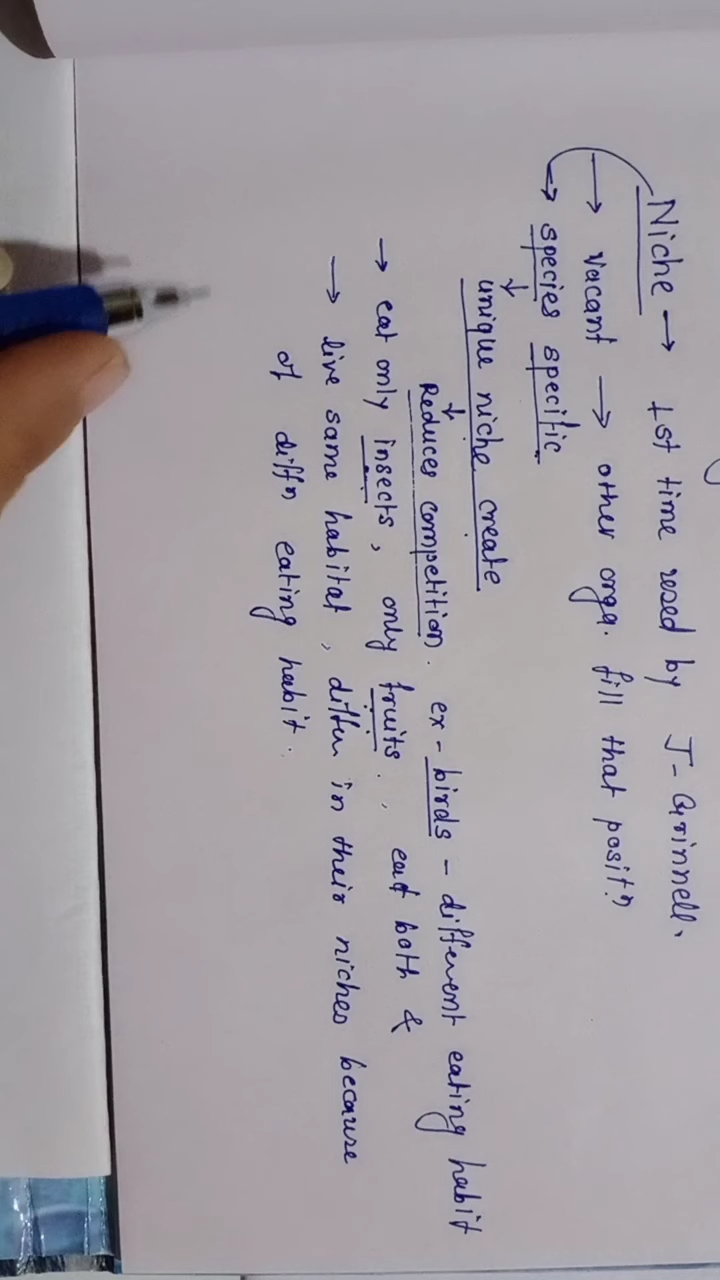 Niche → 1st time used by J-Grinnell.
→ vacant → other orga. fill that positn
→ species specific
↓
unique niche create
↓
Reduces competition. ex - birds - different eating habit
→ eat only insects, only fruits., eat both &
→ live same habitat, differ in their niches because
of diffn eating habit.